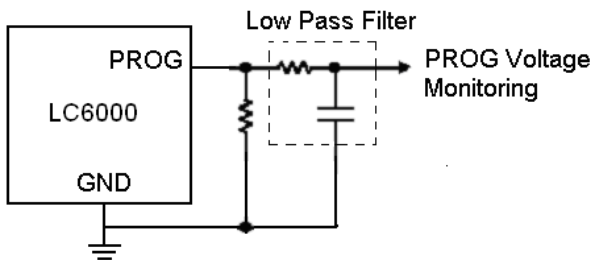 Low Pass Filter
PROG
PROG Voltage
Monitoring
LC6000
GND